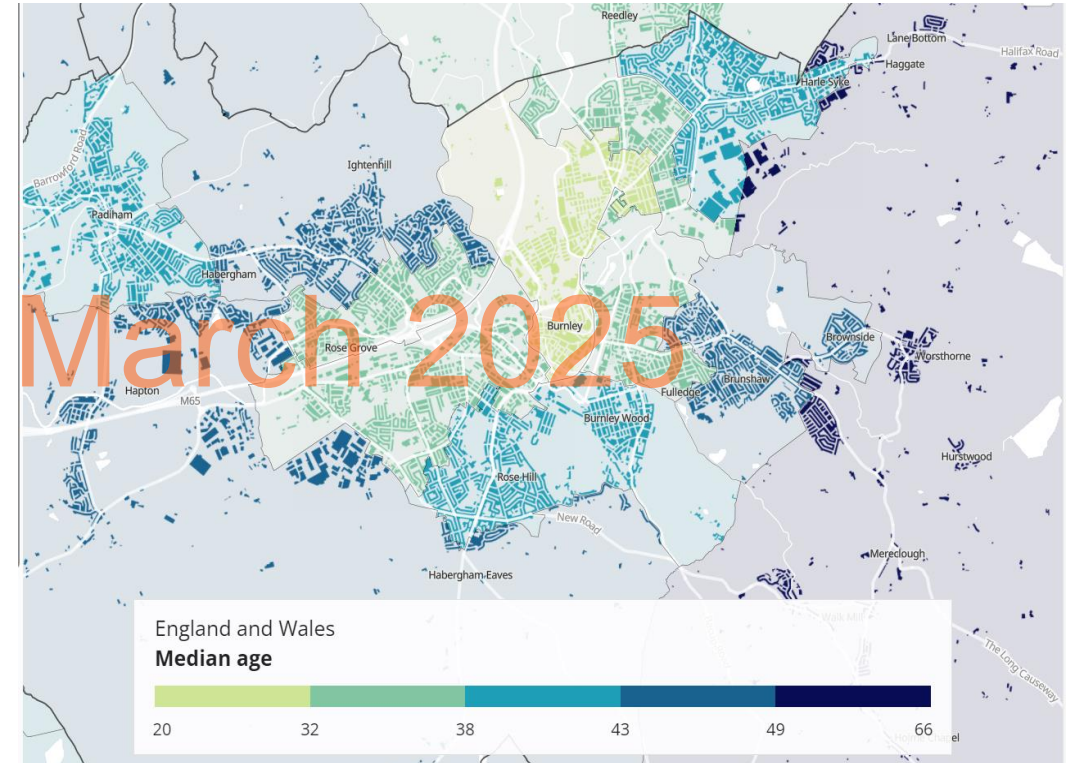 Reedley
Lane Bottom
Halifax Road
Haggate
Harle Syke
Barrowford Road
Ightenhill
Padiham
Habergham
March 2025
Burnley
Rose Grove
Brownside
Worsthorne
Hapton
M65
Fulledge
Brunshaw
Burnley Wood
Hurstwood
Rose Hill
New Road
Mereclough
Habergham Eaves
Walk Mill
The Long Causeway
England and Wales
Median age
20 32 38 43 49 66